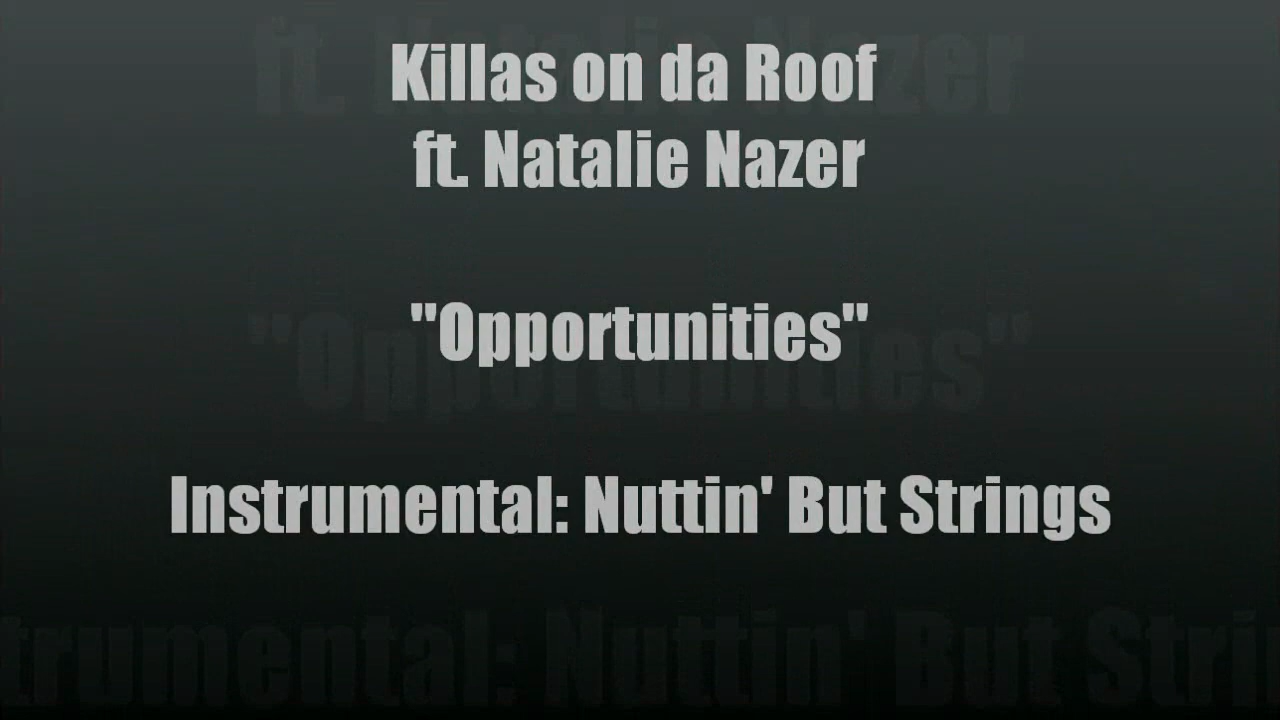 Killas on da Roof
ft. Natalie Nazer
"Opportunities"
Instrumental: Nuttin' But Strings